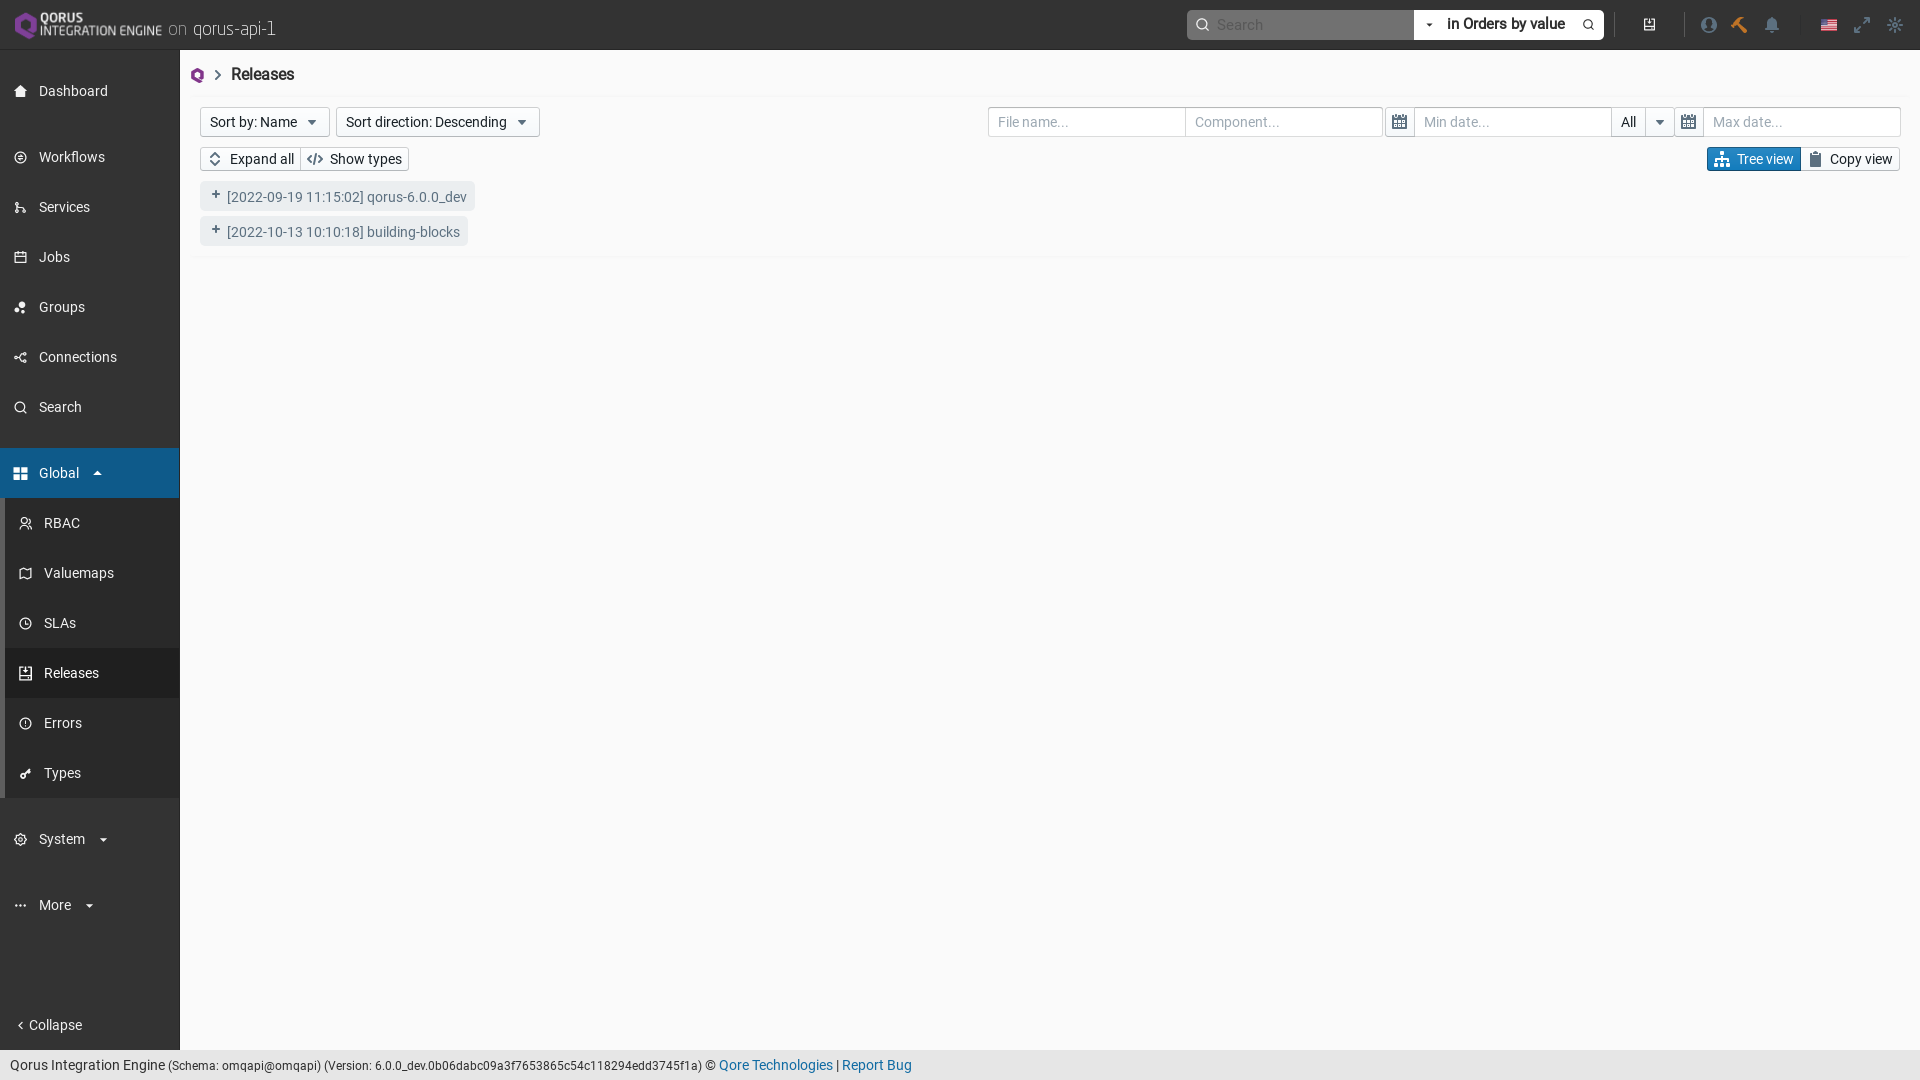 QORUS
INTEGRATION ENGINE on qorus-api-1
Search
in Orders by value
Dashboard
Workflows
Services
Jobs
Groups
Connections
Search
Global
RBAC
Valuemaps
SLAs
Releases
Errors
Types
System
More
Collapse
Releases
Sort by: Name
Sort direction: Descending
File name...
Component...
Min date...
All
Max date...
Expand all
Show types
Tree view
Copy view
[2022-09-19 11:15:02] qorus-6.0.0_dev
[2022-10-13 10:10:18] building-blocks
Qorus Integration Engine (Schema: omqapi@omqapi) (Version: 6.0.0_dev.0b06dabc09a3f7653865c54c118294edd3745f1a) © Qore Technologies | Report Bug